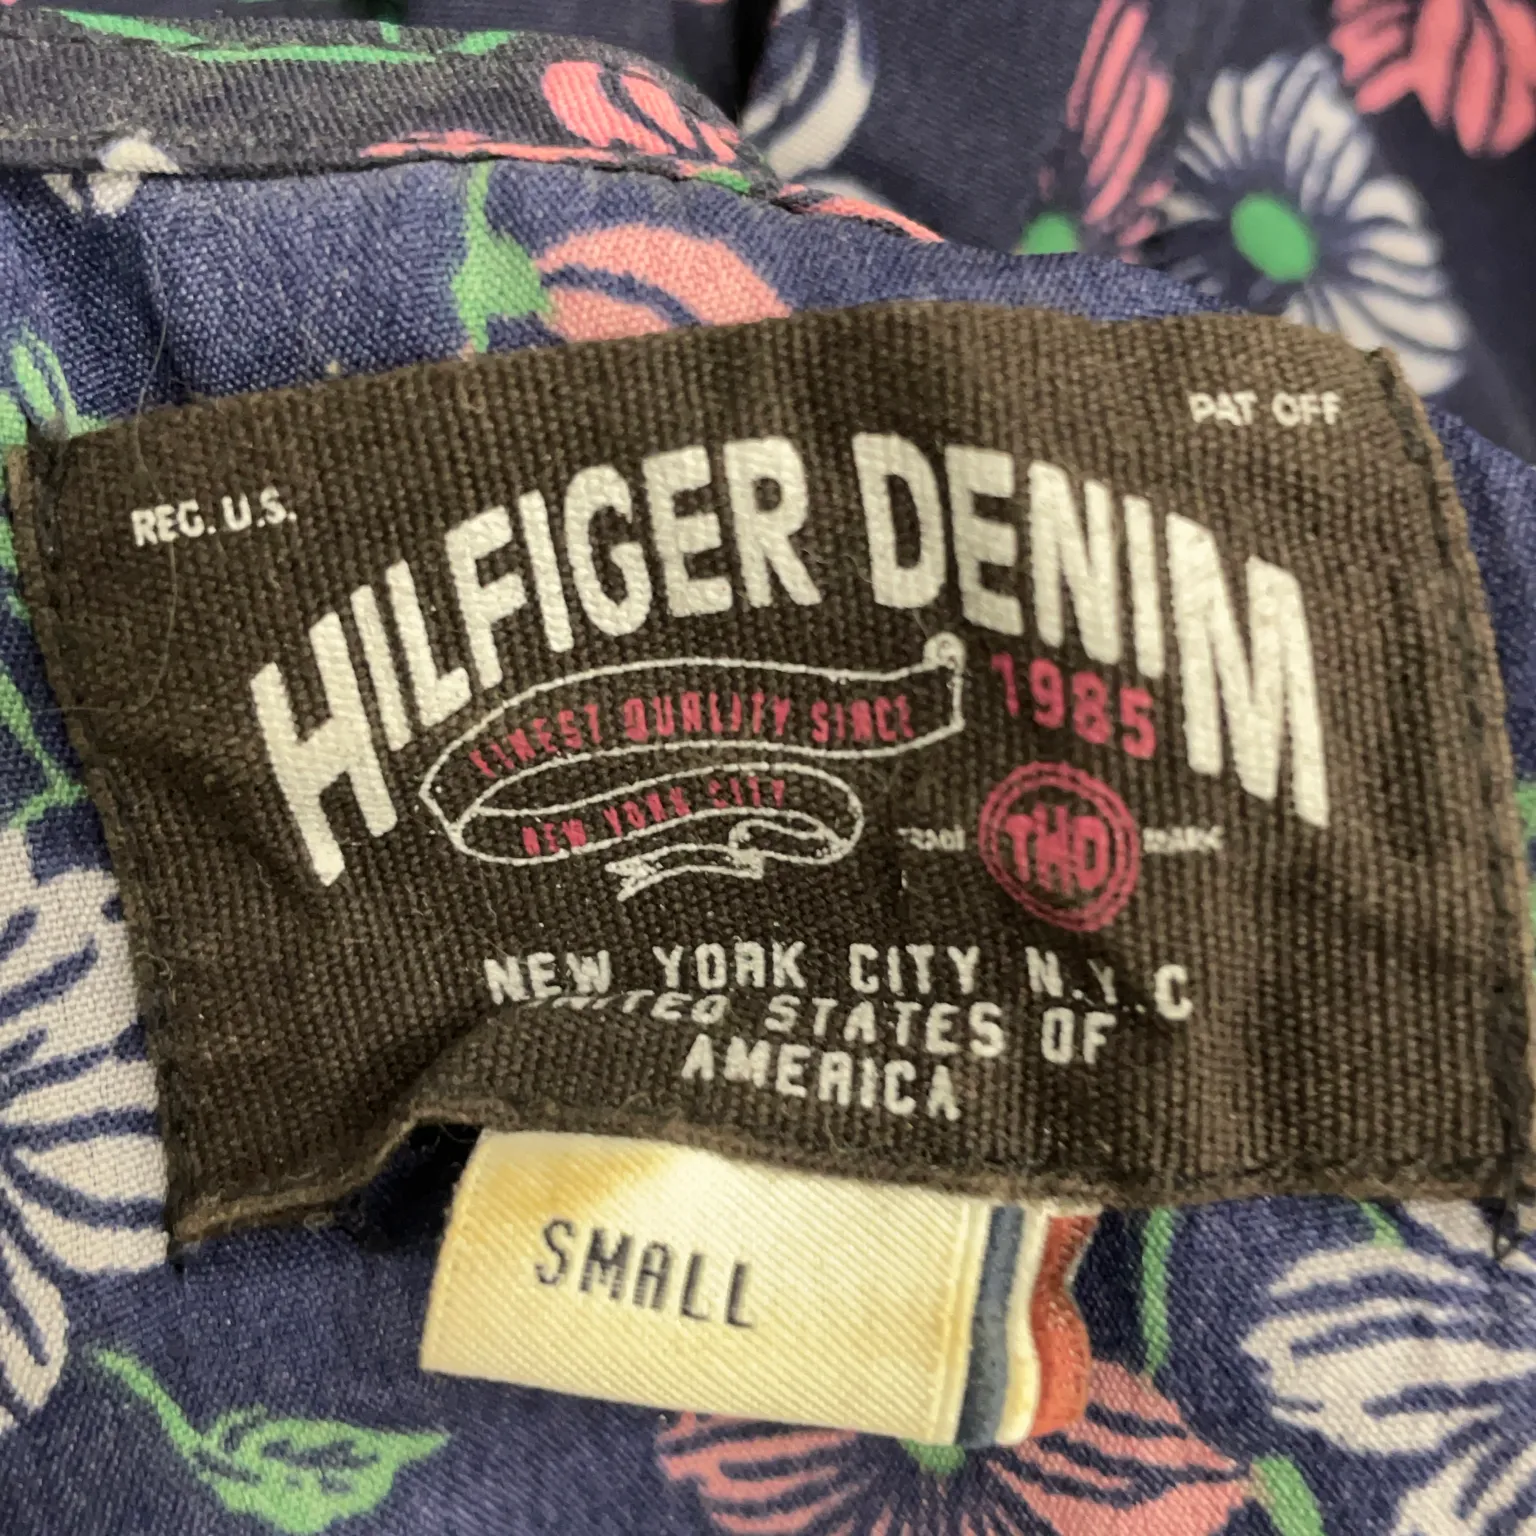 PAT OFF
REG. U.S.
HILFIGER DENIM
FINEST QUALITY SINCE 1985
NEW YORK CITY
THD
NEW YORK CITY N.Y.C
UNITED STATES OF
AMERICA
SMALL